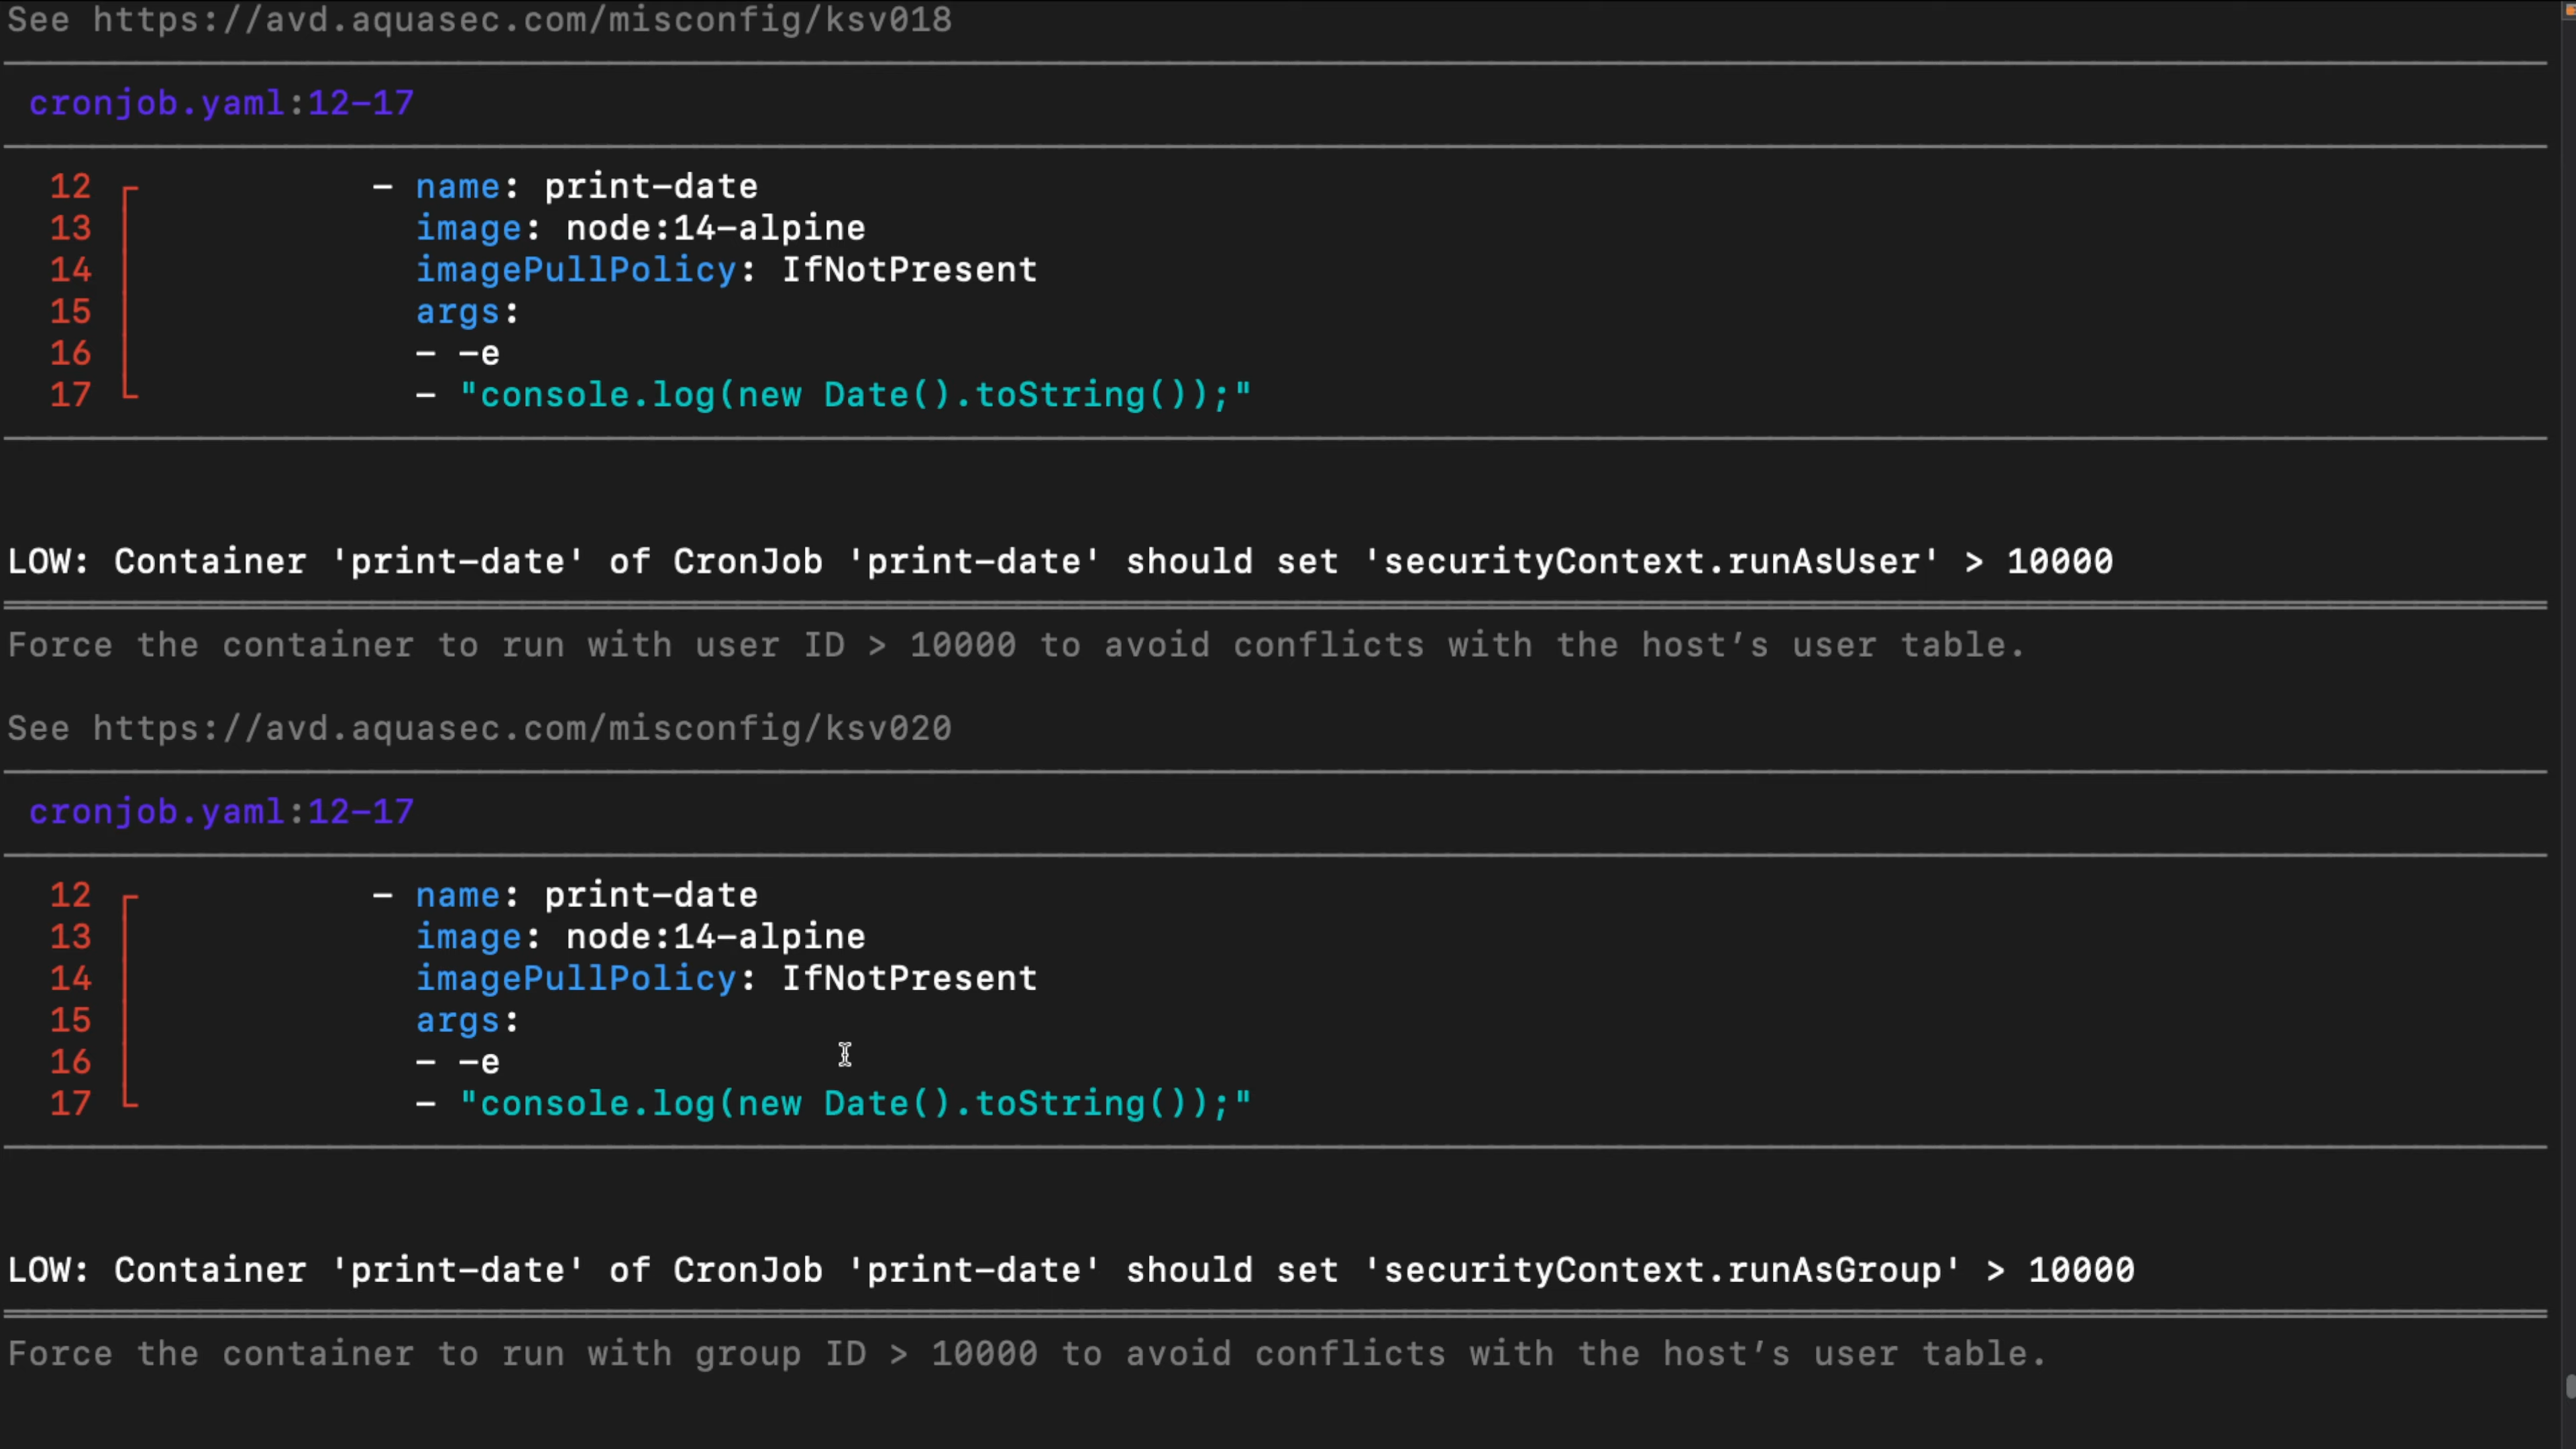 See https://avd.aquasec.com/misconfig/ksv018
cronjob.yaml:12-17
12 - name: print-date
13 image: node:14-alpine
14 imagePullPolicy: IfNotPresent
15 args:
16 - -e
17 - "console.log(new Date().toString());"
LOW: Container 'print-date' of CronJob 'print-date' should set 'securityContext.runAsUser' > 10000
Force the container to run with user ID > 10000 to avoid conflicts with the host’s user table.
See https://avd.aquasec.com/misconfig/ksv020
cronjob.yaml:12-17
12 - name: print-date
13 image: node:14-alpine
14 imagePullPolicy: IfNotPresent
15 args:
16 - -e
17 - "console.log(new Date().toString());"
LOW: Container 'print-date' of CronJob 'print-date' should set 'securityContext.runAsGroup' > 10000
Force the container to run with group ID > 10000 to avoid conflicts with the host’s user table.